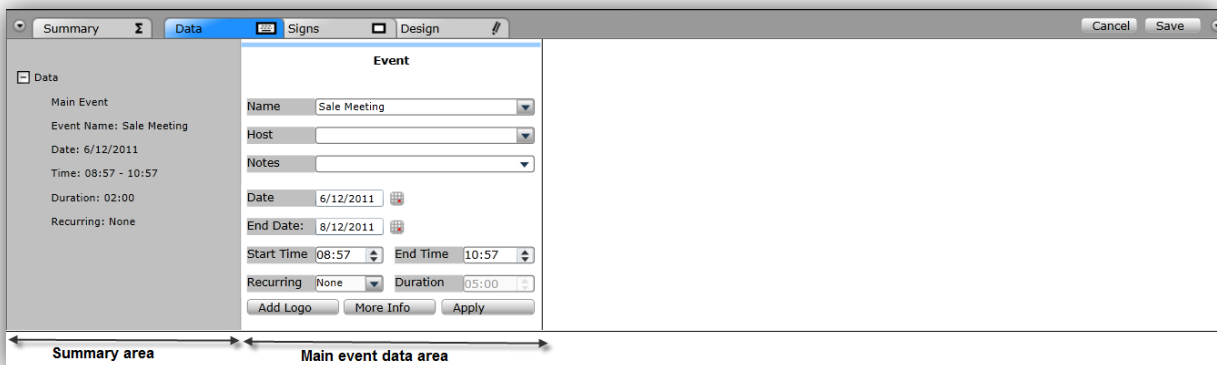 Summary Σ Data Signs Design Cancel Save
Data
Main Event
Event Name: Sale Meeting
Date: 6/12/2011
Time: 08:57 - 10:57
Duration: 02:00
Recurring: None
Event
Name Sale Meeting
Host
Notes
Date 6/12/2011
End Date: 8/12/2011
Start Time 08:57 End Time 10:57
Recurring None Duration 05:00
Add Logo More Info Apply
Summary area Main event data area